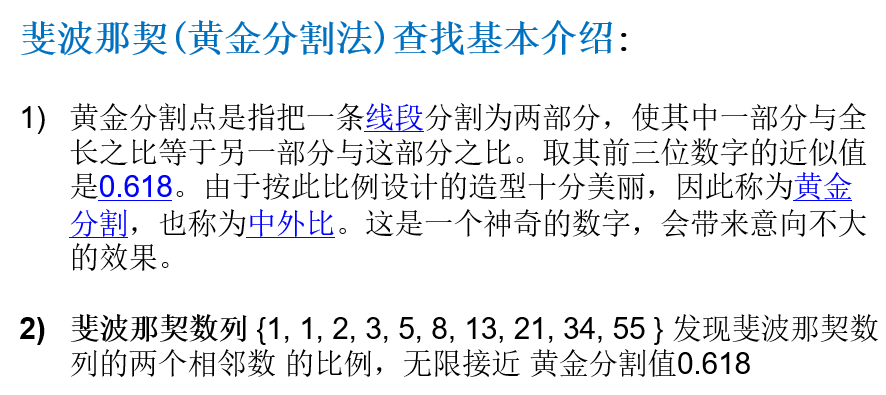 斐波那契(黄金分割法)查找基本介绍:
1) 黄金分割点是指把一条线段分割为两部分，使其中一部分与全
长之比等于另一部分与这部分之比。取其前三位数字的近似值
是0.618。由于按此比例设计的造型十分美丽，因此称为黄金
分割，也称为中外比。这是一个神奇的数字，会带来意向不大
的效果。
2) 斐波那契数列 {1, 1, 2, 3, 5, 8, 13, 21, 34, 55 } 发现斐波那契数
列的两个相邻数 的比例，无限接近 黄金分割值0.618